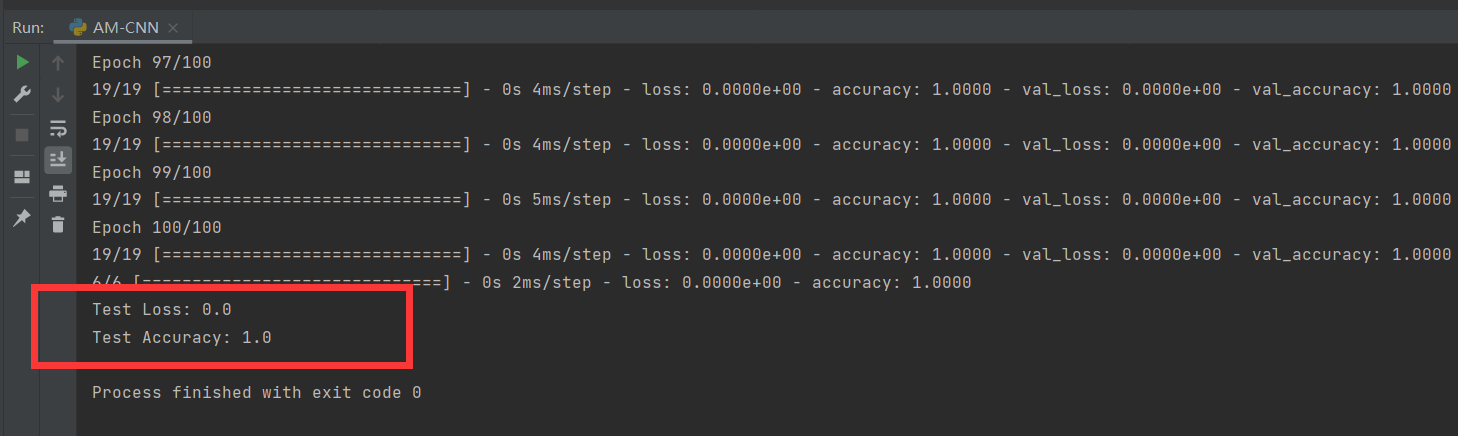 Run: AM-CNN
Epoch 97/100
19/19 [==============================] - 0s 4ms/step - loss: 0.0000e+00 - accuracy: 1.0000 - val_loss: 0.0000e+00 - val_accuracy: 1.0000
Epoch 98/100
19/19 [==============================] - 0s 4ms/step - loss: 0.0000e+00 - accuracy: 1.0000 - val_loss: 0.0000e+00 - val_accuracy: 1.0000
Epoch 99/100
19/19 [==============================] - 0s 5ms/step - loss: 0.0000e+00 - accuracy: 1.0000 - val_loss: 0.0000e+00 - val_accuracy: 1.0000
Epoch 100/100
19/19 [==============================] - 0s 4ms/step - loss: 0.0000e+00 - accuracy: 1.0000 - val_loss: 0.0000e+00 - val_accuracy: 1.0000
6/6 [==============================] - 0s 2ms/step - loss: 0.0000e+00 - accuracy: 1.0000
Test Loss: 0.0
Test Accuracy: 1.0
Process finished with exit code 0